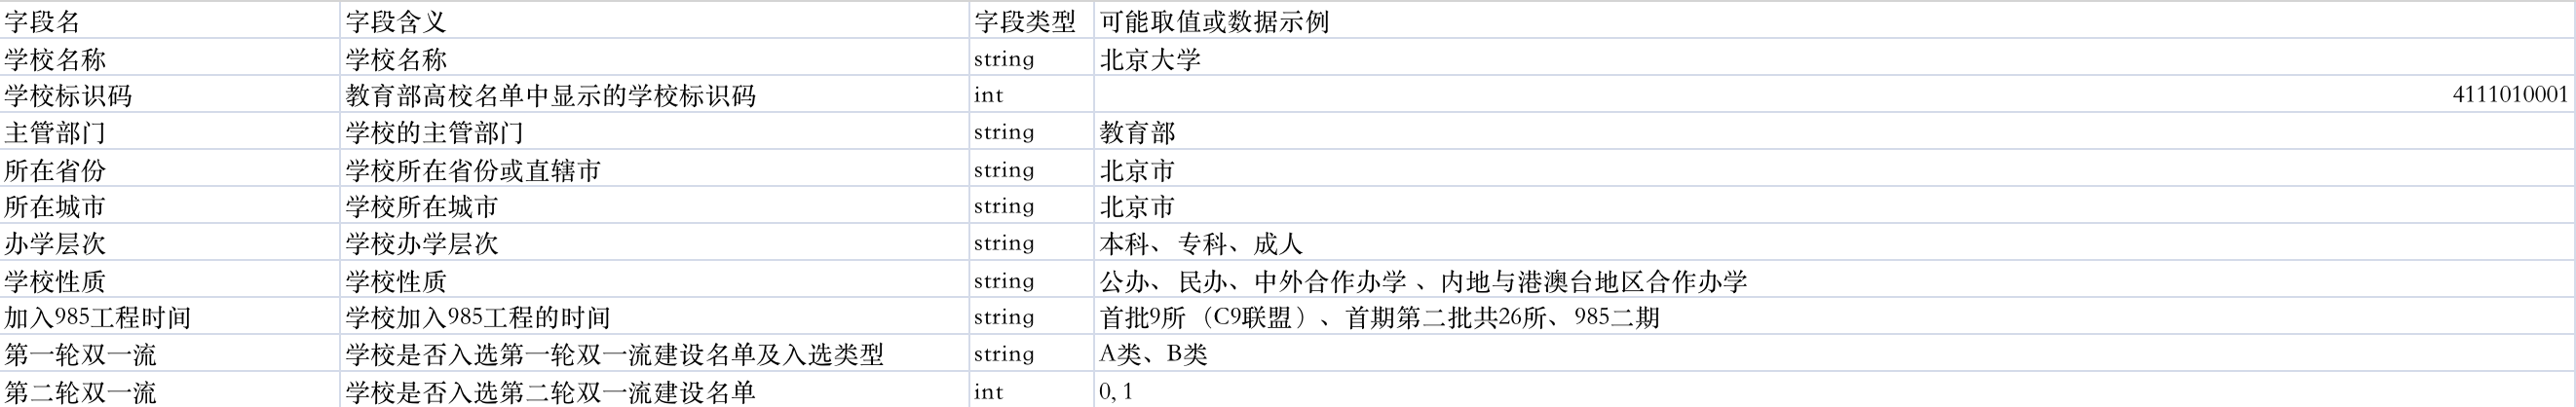 字段名 字段含义 字段类型 可能取值或数据示例
学校名称 学校名称 string 北京大学
学校标识码 教育部高校名单中显示的学校标识码 int 4111010001
主管部门 学校的主管部门 string 教育部
所在省份 学校所在省份或直辖市 string 北京市
所在城市 学校所在城市 string 北京市
办学层次 学校办学层次 string 本科、专科、成人
学校性质 学校性质 string 公办、民办、中外合作办学 、内地与港澳台地区合作办学
加入985工程时间 学校加入985工程的时间 string 首批9所（C9联盟）、首期第二批共26所、985二期
第一轮双一流 学校是否入选第一轮双一流建设名单及入选类型 string A类、B类
第二轮双一流 学校是否入选第二轮双一流建设名单 int 0, 1